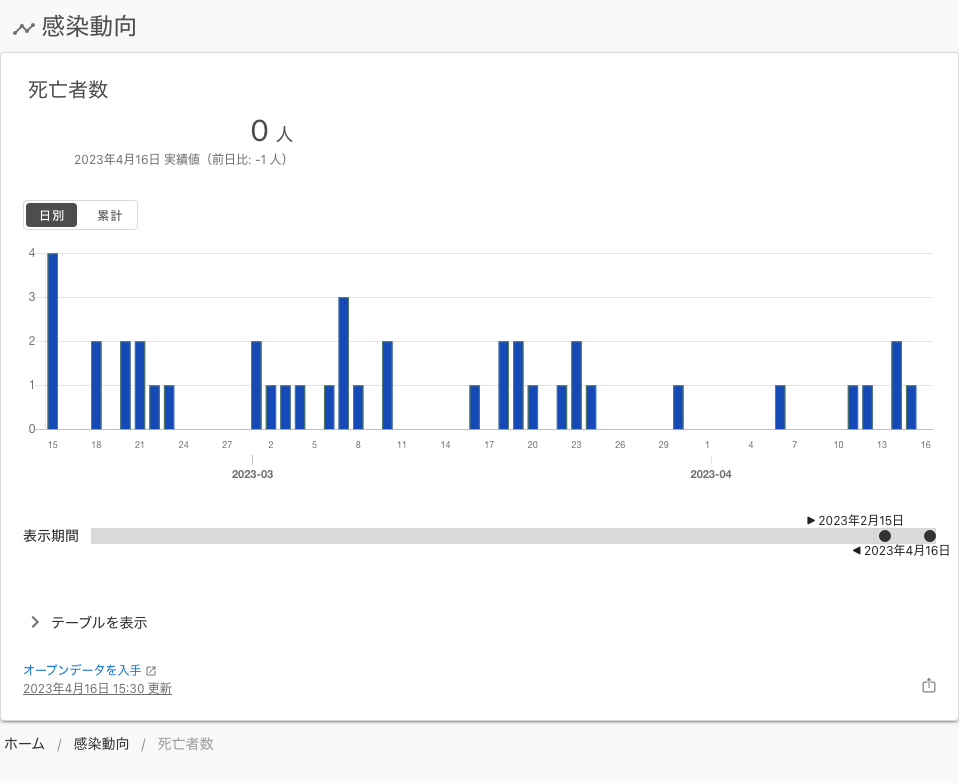 感染動向
死亡者数
0 人
2023年4月16日 実績値（前日比: -1 人）
日別 累計
4
3
2
1
0
15 18 21 24 27 2 5 8 11 14 17 20 23 26 29 1 4 7 10 13 16
2023-03 2023-04
▶ 2023年2月15日
表示期間
◀ 2023年4月16日
テーブルを表示
オープンデータを入手
2023年4月16日 15:30 更新
ホーム / 感染動向 / 死亡者数